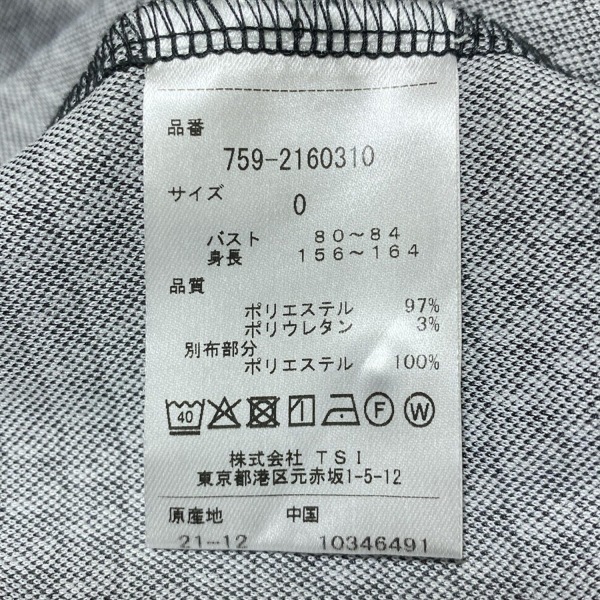 品番
759-2160310
サイズ
0
バスト 80～84
身長 156～164
品質
ポリエステル 97%
ポリウレタン 3%
別布部分
ポリエステル 100%
40 F W
株式会社 TSI
東京都港区元赤坂1-5-12
原産地 中国
21-12 10346491